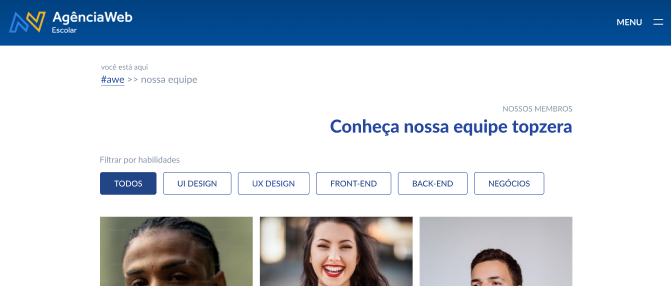 AgênciaWeb
Escolar
MENU
você está aqui
#awe >> nossa equipe
NOSSOS MEMBROS
Conheça nossa equipe topzera
Filtrar por habilidades
TODOS
UI DESIGN
UX DESIGN
FRONT-END
BACK-END
NEGÓCIOS